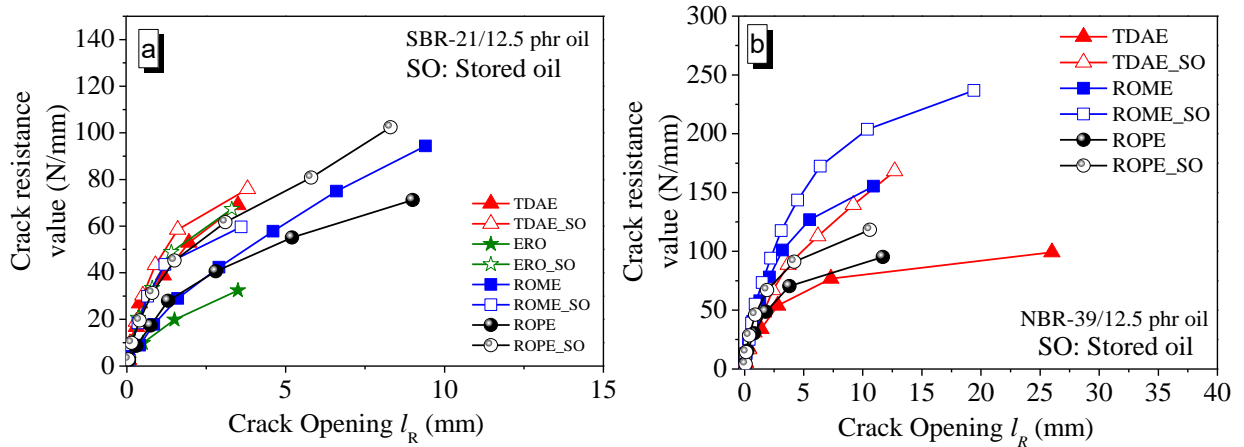 a
SBR-21/12.5 phr oil
SO: Stored oil
Crack resistance
value (N/mm)
140
120
100
80
60
40
20
0
0
5
10
15
Crack Opening lR (mm)
TDAE
TDAE_SO
ERO
ERO_SO
ROME
ROME_SO
ROPE
ROPE_SO
b
Crack resistance
value (N/mm)
300
250
200
150
100
50
0
0
5
10
15
20
25
30
35
40
Crack Opening lR (mm)
TDAE
TDAE_SO
ROME
ROME_SO
ROPE
ROPE_SO
NBR-39/12.5 phr oil
SO: Stored oil